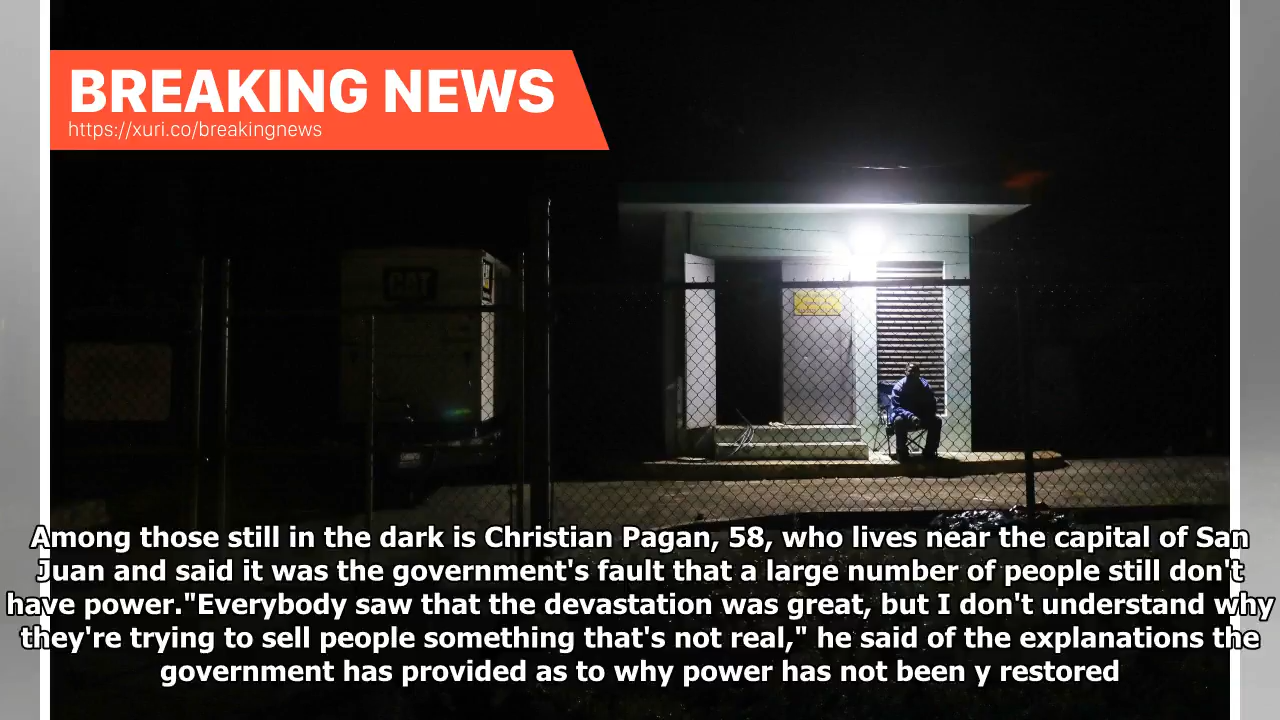 BREAKING NEWS
https://xuri.co/breakingnews
CAT
Among those still in the dark is Christian Pagan, 58, who lives near the capital of San
Juan and said it was the government's fault that a large number of people still don't
have power."Everybody saw that the devastation was great, but I don't understand why
they're trying to sell people something that's not real," he said of the explanations the
government has provided as to why power has not been y restored